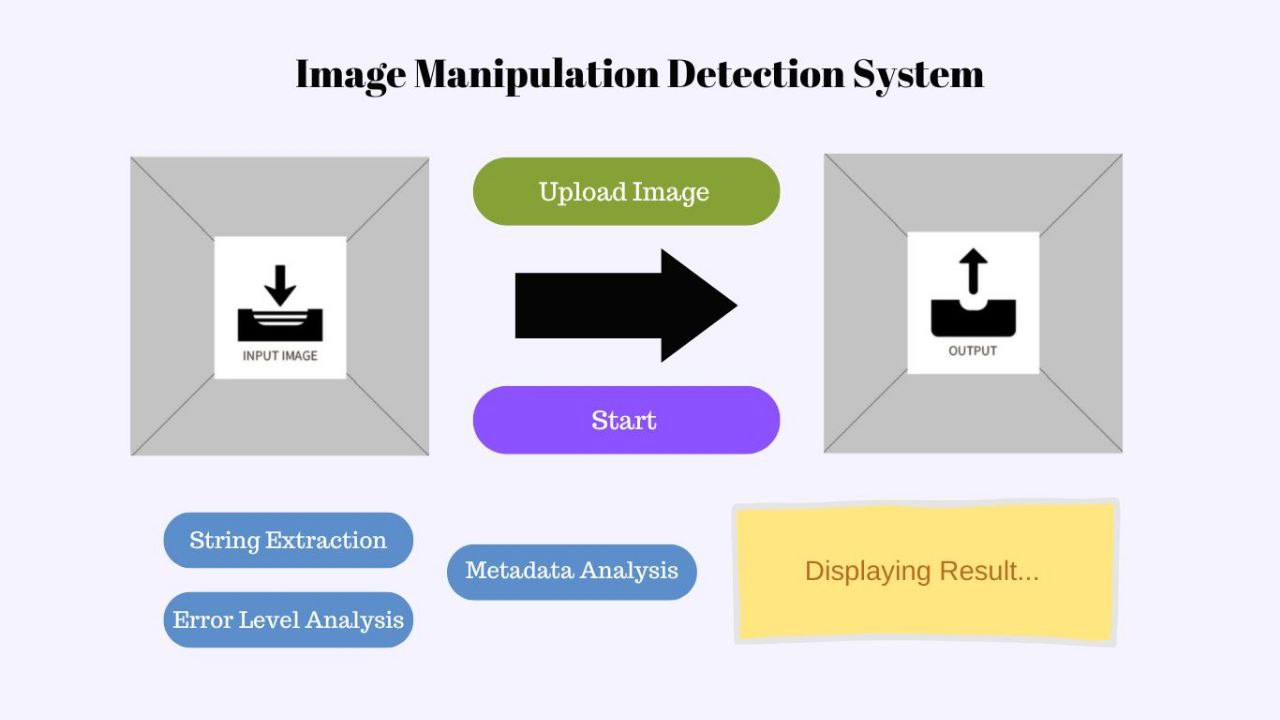 Image Manipulation Detection System
Upload Image
INPUT IMAGE
OUTPUT
Start
String Extraction
Metadata Analysis
Error Level Analysis
Displaying Result...